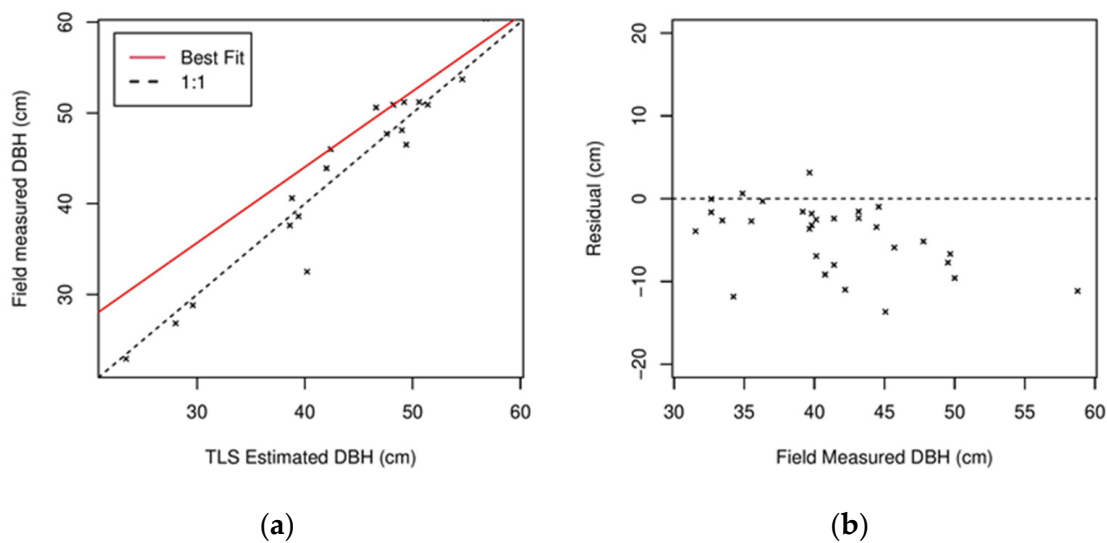 60
50
40
30
Field measured DBH (cm)
Best Fit
1:1
30 40 50 60
TLS Estimated DBH (cm)
(a)
20
10
0
−10
−20
Residual (cm)
30 35 40 45 50 55 60
Field Measured DBH (cm)
(b)